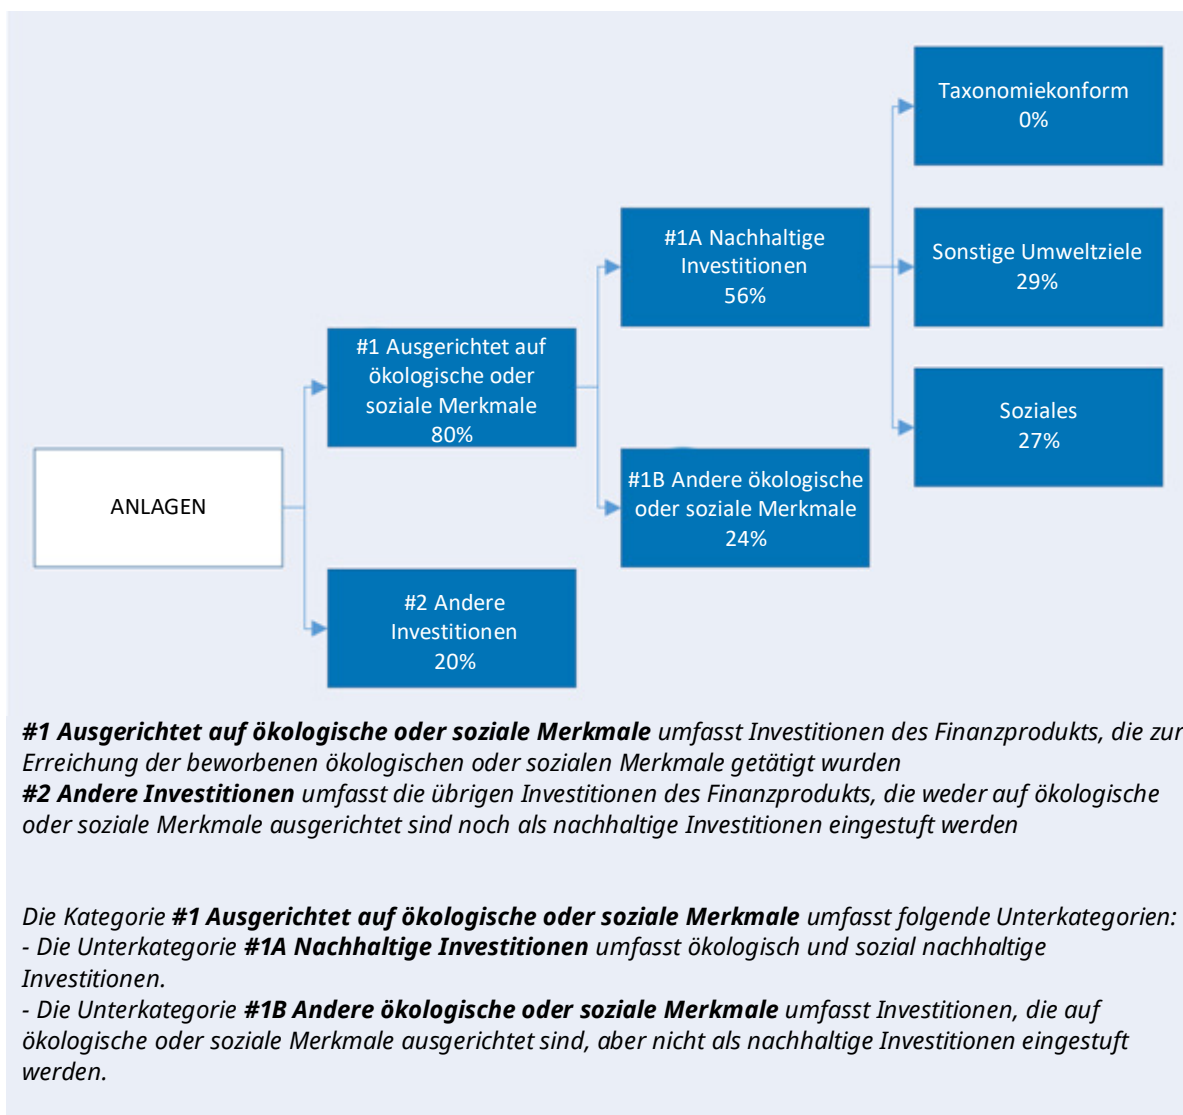 Taxonomiekonform
0%
#1A Nachhaltige
Investitionen
56%
Sonstige Umweltziele
29%
#1 Ausgerichtet auf
ökologische oder
soziale Merkmale
80%
Soziales
27%
ANLAGEN
#1B Andere ökologische
oder soziale Merkmale
24%
#2 Andere
Investitionen
20%
#1 Ausgerichtet auf ökologische oder soziale Merkmale umfasst Investitionen des Finanzprodukts, die zur
Erreichung der beworbenen ökologischen oder sozialen Merkmale getätigt wurden
#2 Andere Investitionen umfasst die übrigen Investitionen des Finanzprodukts, die weder auf ökologische
oder soziale Merkmale ausgerichtet sind noch als nachhaltige Investitionen eingestuft werden
Die Kategorie #1 Ausgerichtet auf ökologische oder soziale Merkmale umfasst folgende Unterkategorien:
- Die Unterkategorie #1A Nachhaltige Investitionen umfasst ökologisch und sozial nachhaltige
Investitionen.
- Die Unterkategorie #1B Andere ökologische oder soziale Merkmale umfasst Investitionen, die auf
ökologische oder soziale Merkmale ausgerichtet sind, aber nicht als nachhaltige Investitionen eingestuft
werden.